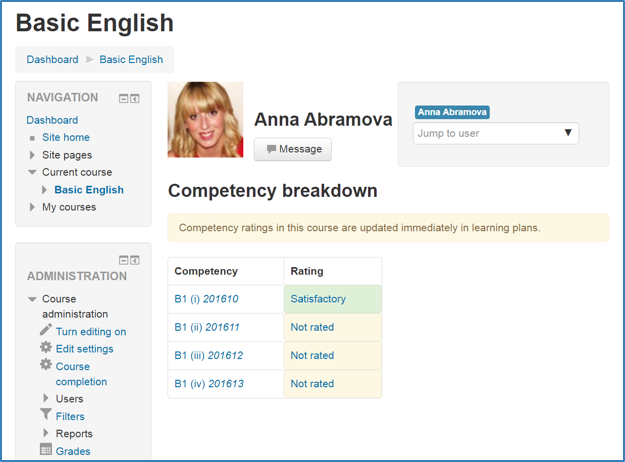 Basic English
Dashboard ► Basic English
NAVIGATION
Dashboard
Site home
Site pages
Current course
Basic English
My courses
ADMINISTRATION
Course
administration
Turn editing on
Edit settings
Course
completion
Users
Filters
Reports
Grades
Anna Abramova
Message
Anna Abramova
Jump to user
Competency breakdown
Competency ratings in this course are updated immediately in learning plans.
Competency Rating
B1 (i) 201610 Satisfactory
B1 (ii) 201611 Not rated
B1 (iii) 201612 Not rated
B1 (iv) 201613 Not rated